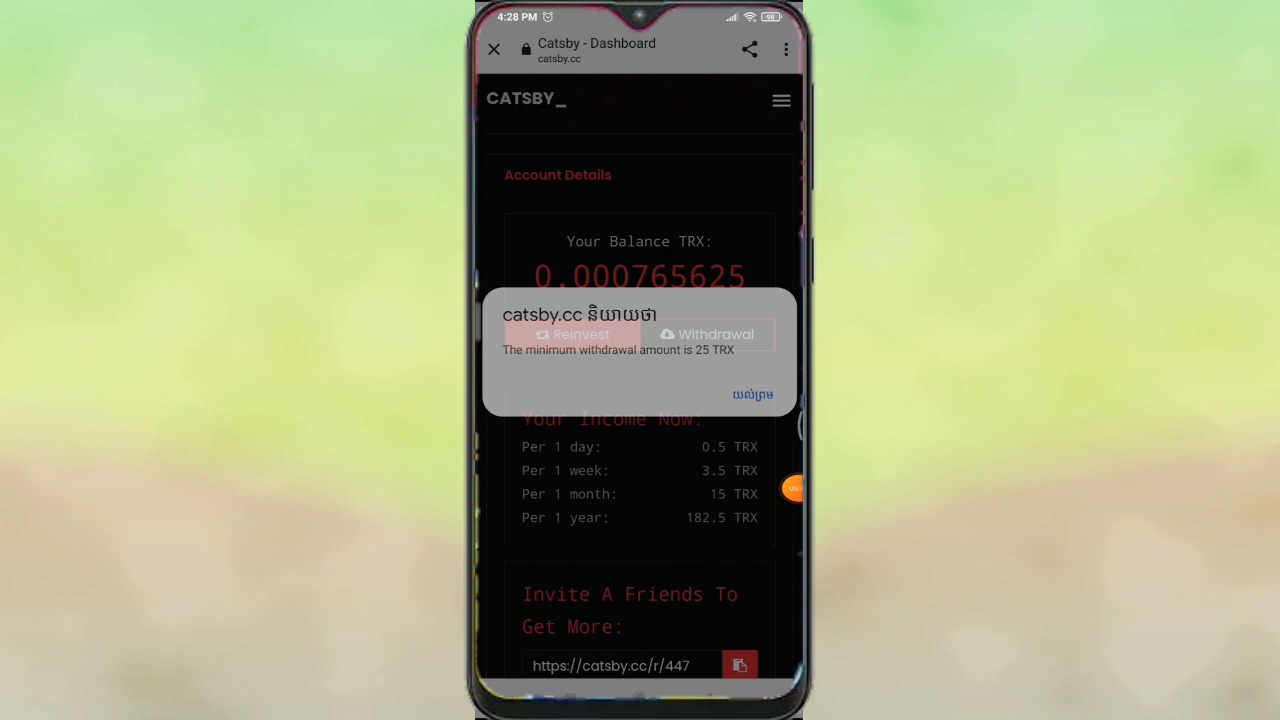 4:28 PM
98
Catsby - Dashboard
catsby.cc
CATSBY_
Account Details
Your Balance TRX:
0.000765625
catsby.cc និយាយថា
Reinvest
Withdrawal
The minimum withdrawal amount is 25 TRX
យល់ព្រម
Your Income Now:
Per 1 day: 0.5 TRX
Per 1 week: 3.5 TRX
Per 1 month: 15 TRX
Per 1 year: 182.5 TRX
Invite A Friends To
Get More:
https://catsby.cc/r/447